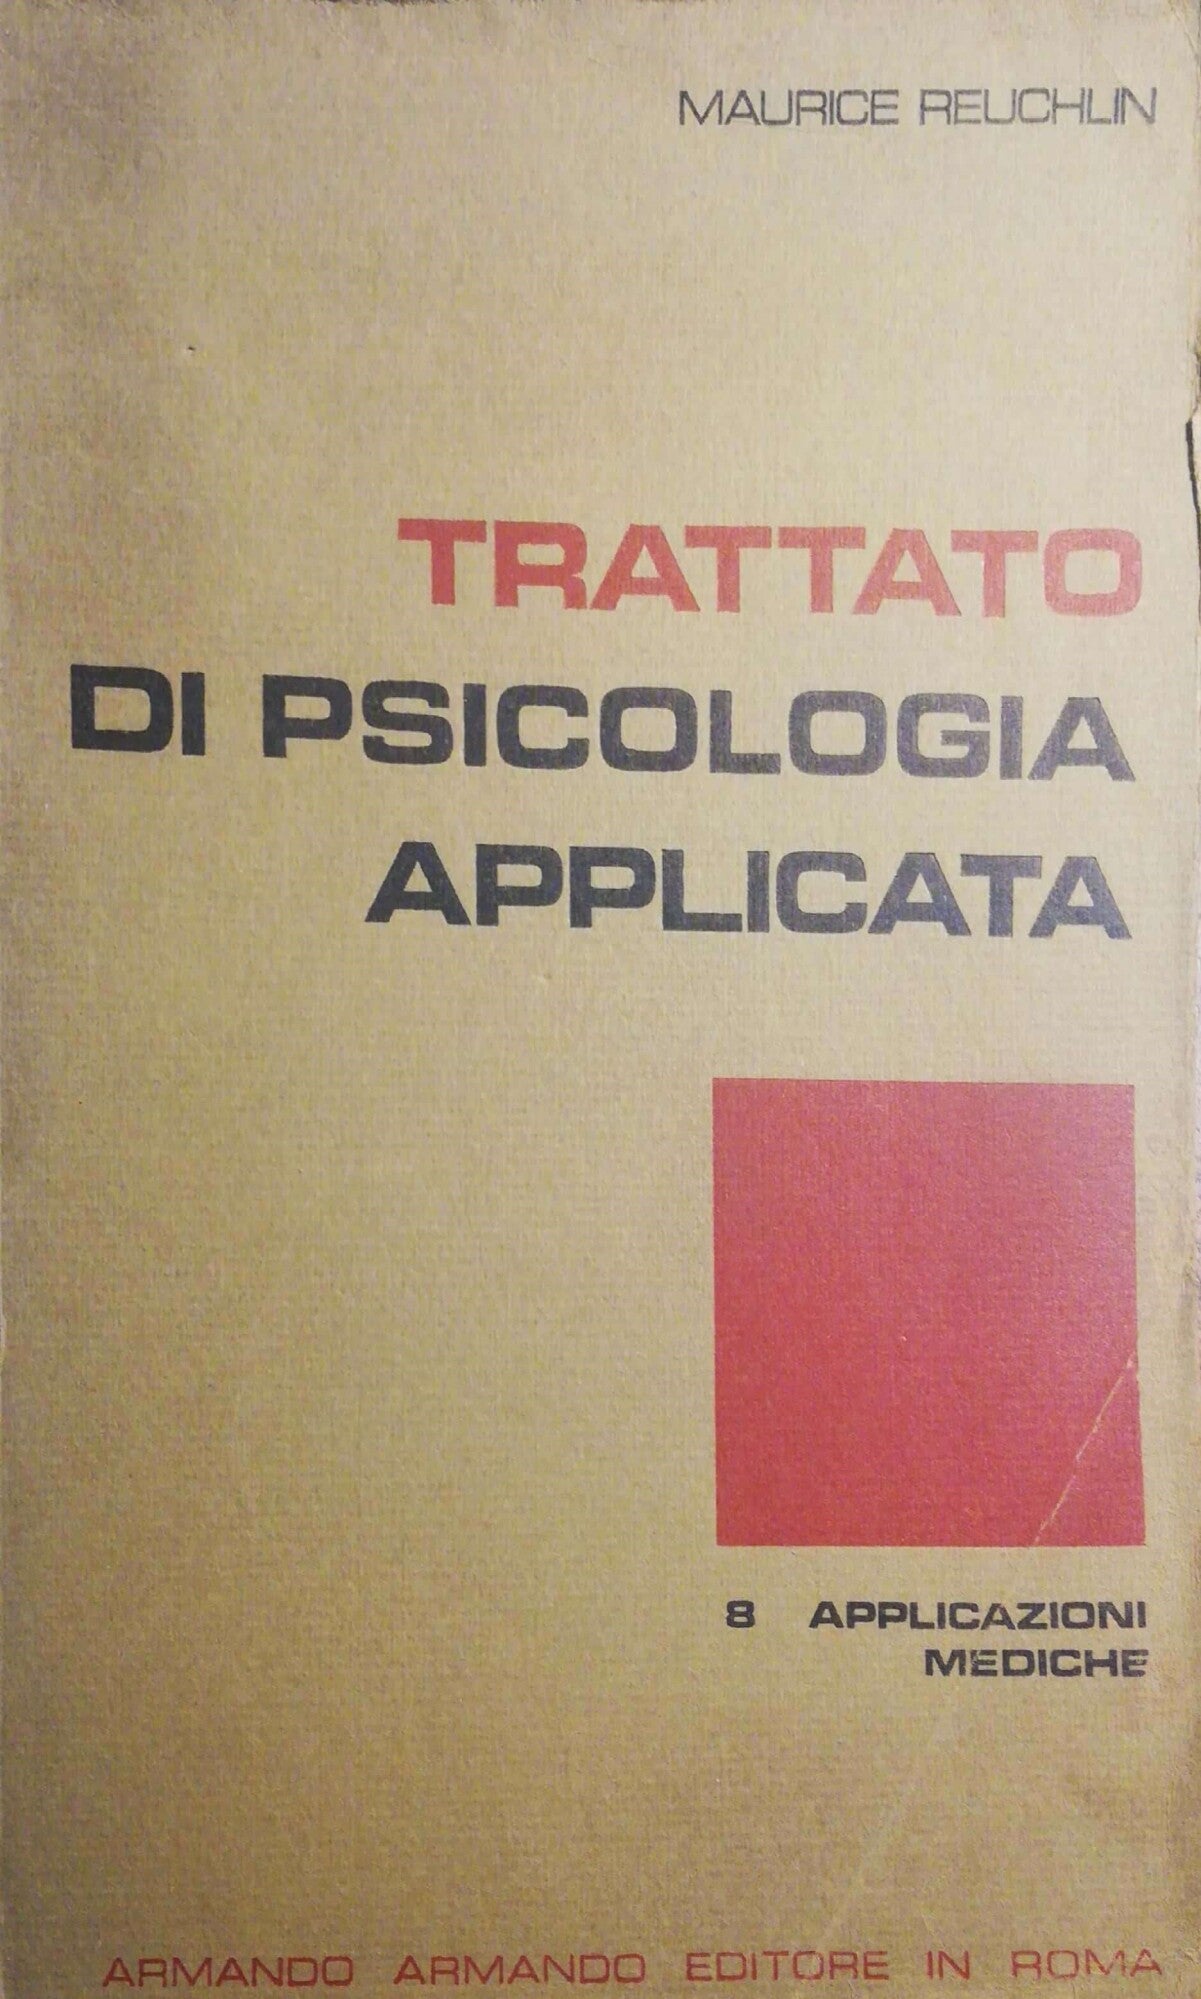 MAURICE REUCHLIN
TRATTATO
DI PSICOLOGIA
APPLICATA
8 APPLICAZIONI
MEDICHE
ARMANDO ARMANDO EDITORE IN ROMA